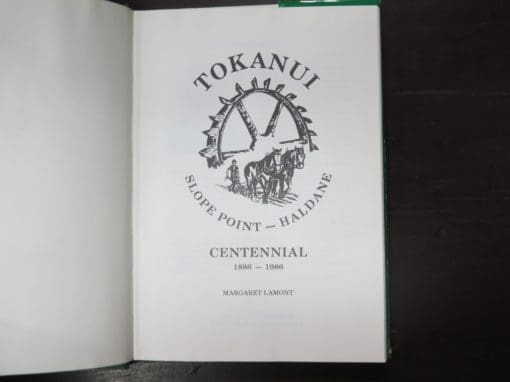 TOKANUI
SLOPE POINT – HALDANE
CENTENNIAL
1886 – 1986
MARGARET LAMONT